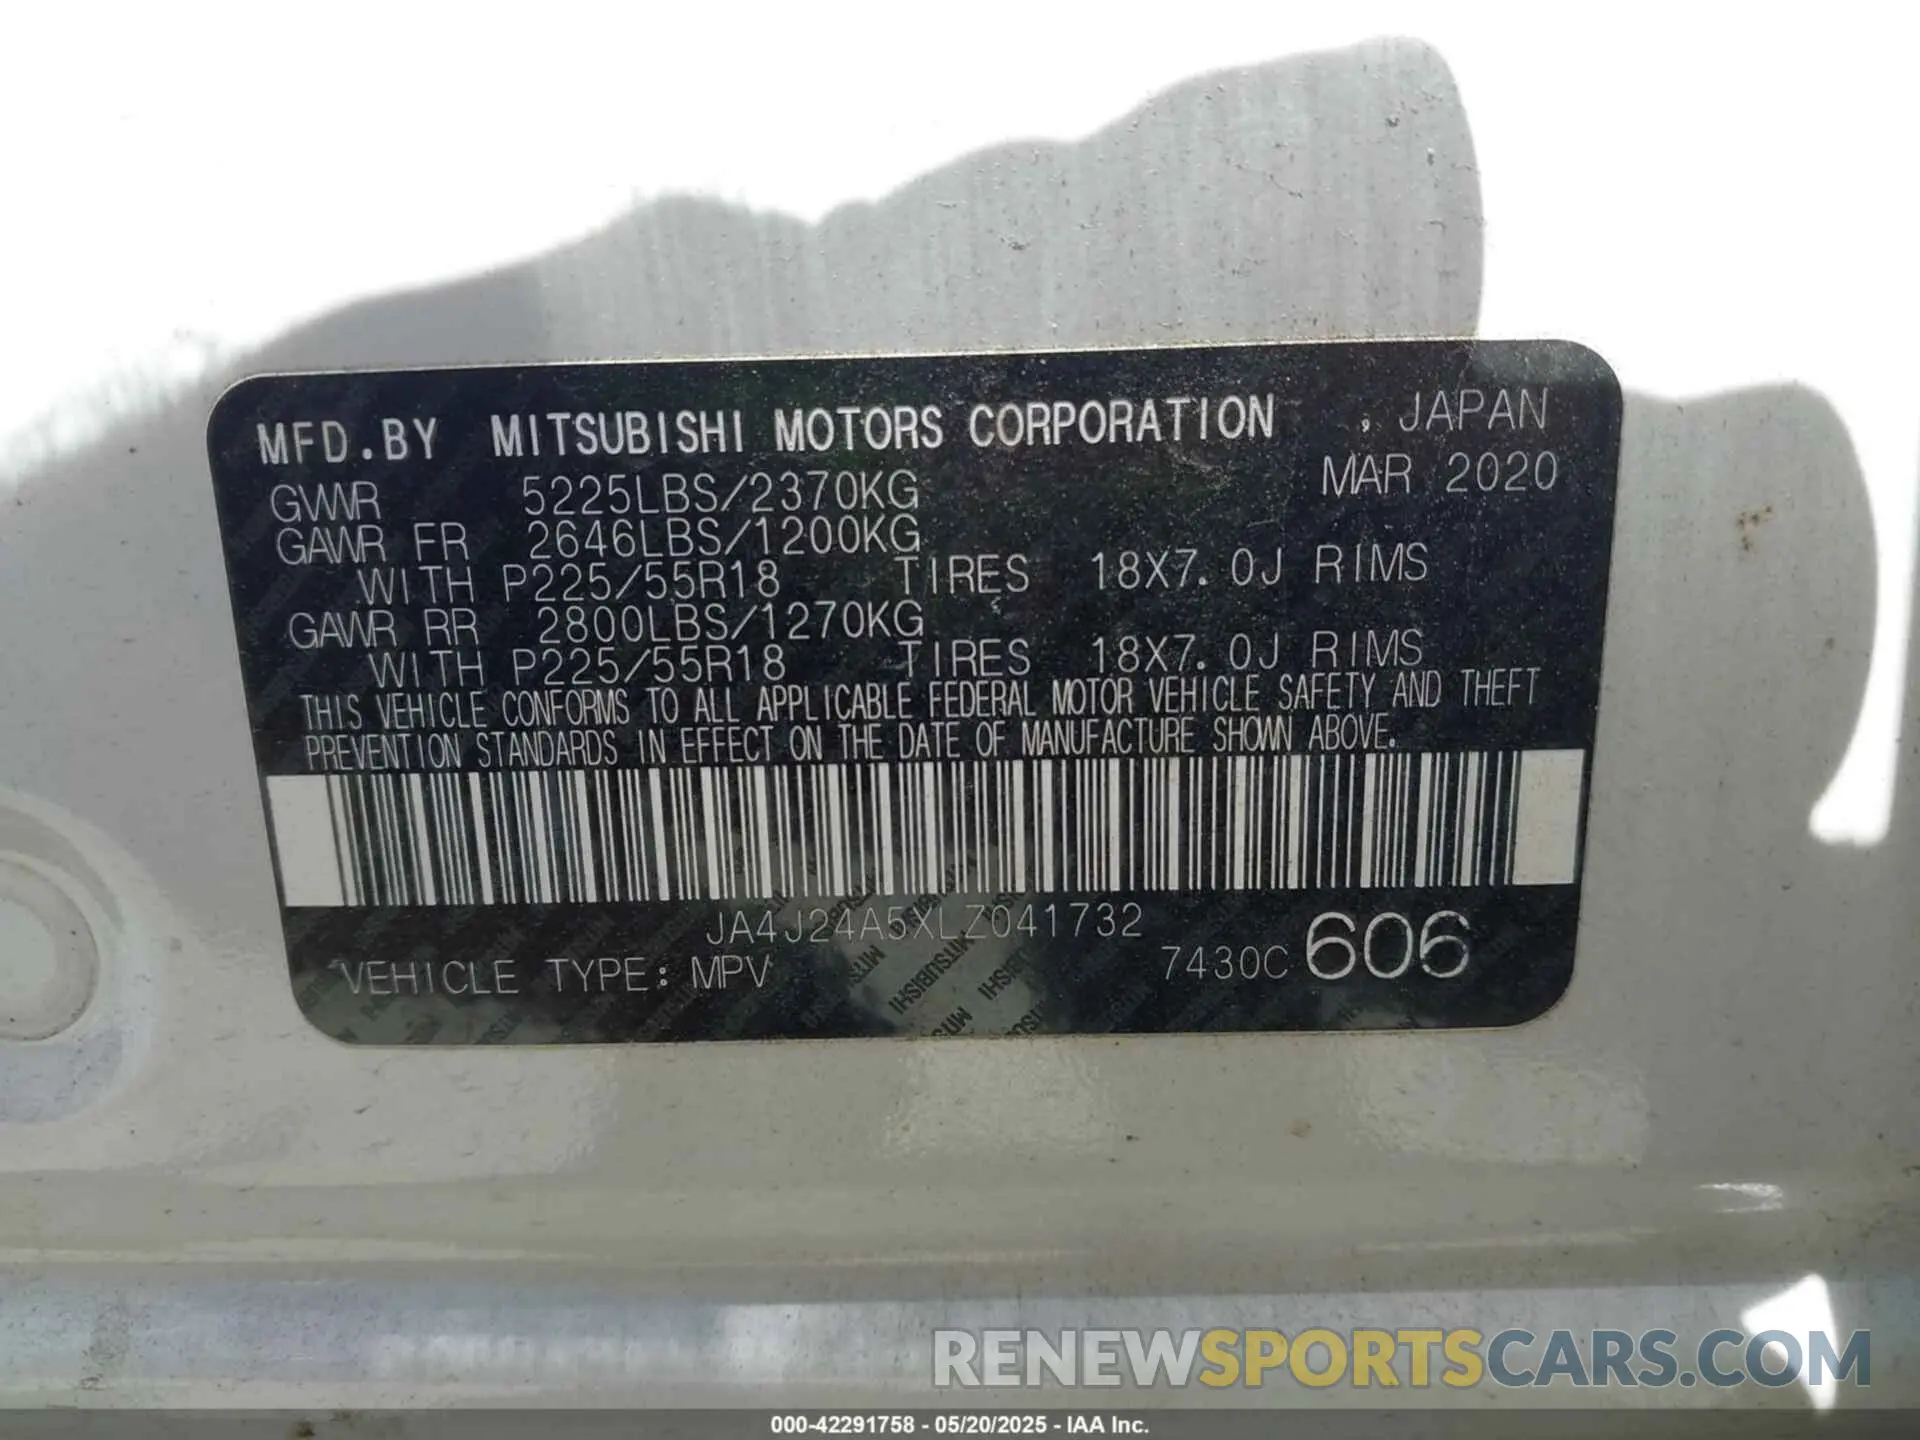 MFD.BY MITSUBISHI MOTORS CORPORATION , JAPAN
GVWR 5225LBS/2370KG MAR 2020
GAWR FR 2646LBS/1200KG
WITH P225/55R18 TIRES 18X7.0J RIMS
GAWR RR 2800LBS/1270KG
WITH P225/55R18 TIRES 18X7.0J RIMS
THIS VEHICLE CONFORMS TO ALL APPLICABLE FEDERAL MOTOR VEHICLE SAFETY AND THEFT
PREVENTION STANDARDS IN EFFECT ON THE DATE OF MANUFACTURE SHOWN ABOVE.
JA4J24A5XLZ041732
VEHICLE TYPE: MPV 7430C 606
MITSUBISHI
RENEWSPORTSCARS.COM
000-42291758 - 05/20/2025 - IAA Inc.